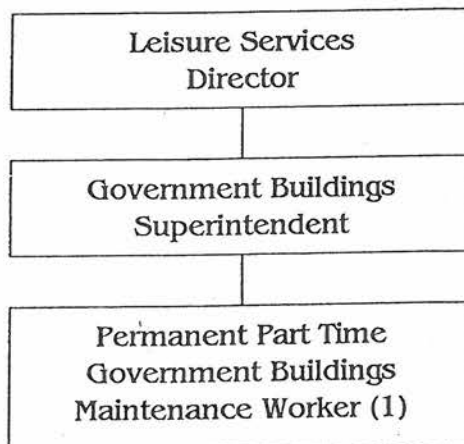 Leisure Services
Director
Government Buildings
Superintendent
Permanent Part Time
Government Buildings
Maintenance Worker (1)